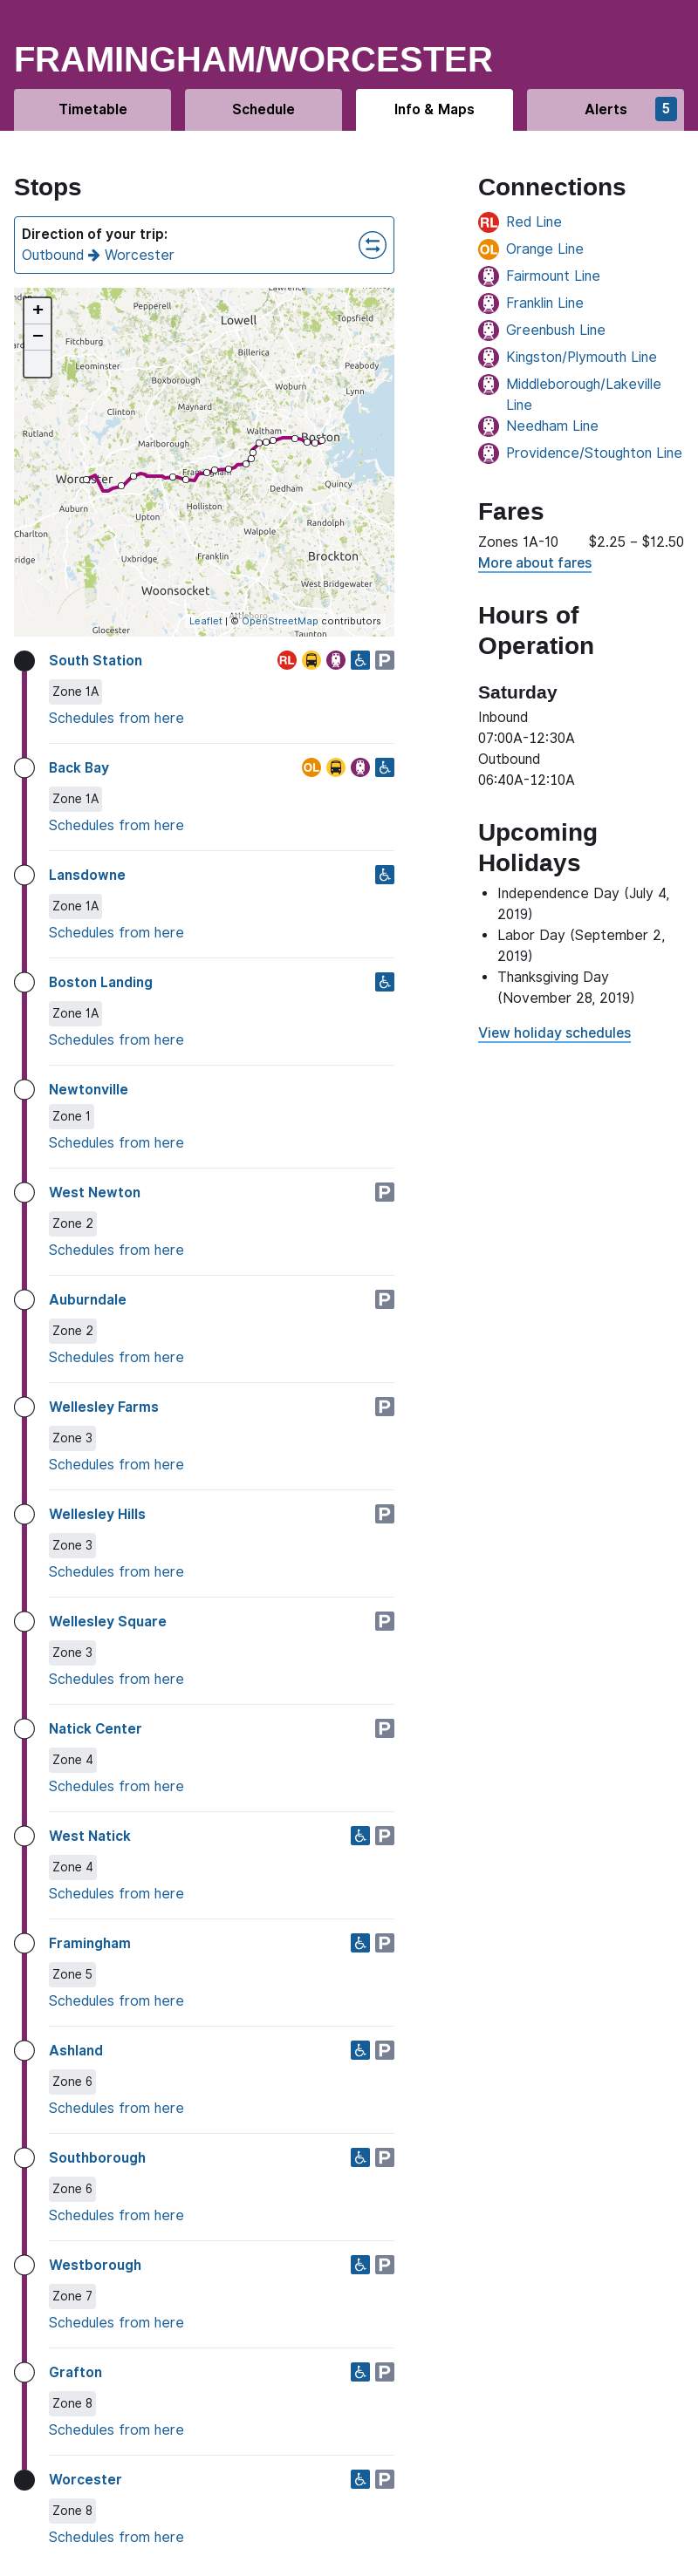 FRAMINGHAM/WORCESTER
Timetable
Schedule
Info & Maps
Alerts
5
Stops
Direction of your trip:
Outbound → Worcester
+
−
Lowell
Pepperell
Topsfield
Fitchburg
Billerica
Leominster
Peabody
Boxborough
Woburn
Lynn
Maynard
Clinton
Rutland
Waltham
Boston
Marlborough
Worcester
Framingham
Quincy
Dedham
Auburn
Holliston
Upton
Randolph
Charlton
Walpole
Uxbridge
Franklin
Brockton
Woonsocket
West Bridgewater
Attleboro
Glocester
Taunton
Leaflet | © OpenStreetMap contributors
South Station
RL
P
Zone 1A
Schedules from here
Back Bay
OL
Zone 1A
Schedules from here
Lansdowne
Zone 1A
Schedules from here
Boston Landing
Zone 1A
Schedules from here
Newtonville
Zone 1
Schedules from here
West Newton
P
Zone 2
Schedules from here
Auburndale
P
Zone 2
Schedules from here
Wellesley Farms
P
Zone 3
Schedules from here
Wellesley Hills
P
Zone 3
Schedules from here
Wellesley Square
P
Zone 3
Schedules from here
Natick Center
P
Zone 4
Schedules from here
West Natick
P
Zone 4
Schedules from here
Framingham
P
Zone 5
Schedules from here
Ashland
P
Zone 6
Schedules from here
Southborough
P
Zone 6
Schedules from here
Westborough
P
Zone 7
Schedules from here
Grafton
P
Zone 8
Schedules from here
Worcester
P
Zone 8
Schedules from here
Connections
RL Red Line
OL Orange Line
Fairmount Line
Franklin Line
Greenbush Line
Kingston/Plymouth Line
Middleborough/Lakeville
Line
Needham Line
Providence/Stoughton Line
Fares
Zones 1A-10 $2.25 – $12.50
More about fares
Hours of
Operation
Saturday
Inbound
07:00A-12:30A
Outbound
06:40A-12:10A
Upcoming
Holidays
• Independence Day (July 4,
2019)
• Labor Day (September 2,
2019)
• Thanksgiving Day
(November 28, 2019)
View holiday schedules